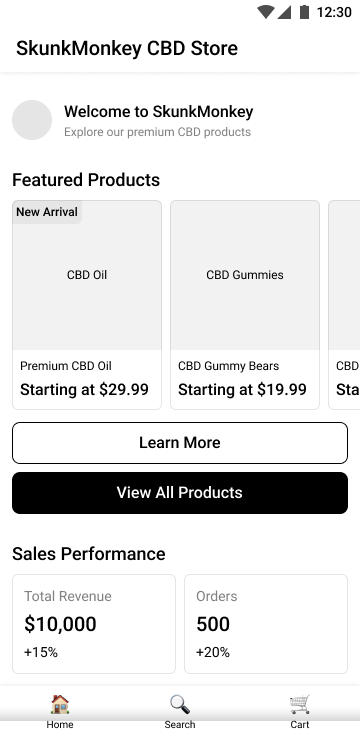 12:30
SkunkMonkey CBD Store
Welcome to SkunkMonkey
Explore our premium CBD products
Featured Products
New Arrival
CBD Oil
CBD Gummies
Premium CBD Oil
CBD Gummy Bears
CBD
Starting at $29.99
Starting at $19.99
Sta
Learn More
View All Products
Sales Performance
Total Revenue
Orders
$10,000
500
+15%
+20%
Home
Search
Cart